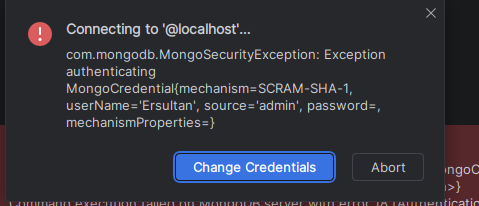 Connecting to '@localhost'...
com.mongodb.MongoSecurityException: Exception
authenticating
MongoCredential{mechanism=SCRAM-SHA-1,
userName='Ersultan', source='admin', password=,
mechanismProperties=}
Change Credentials
Abort
ongoC
>}
Command execution failed on MongoDB server with error 18 (Authentication